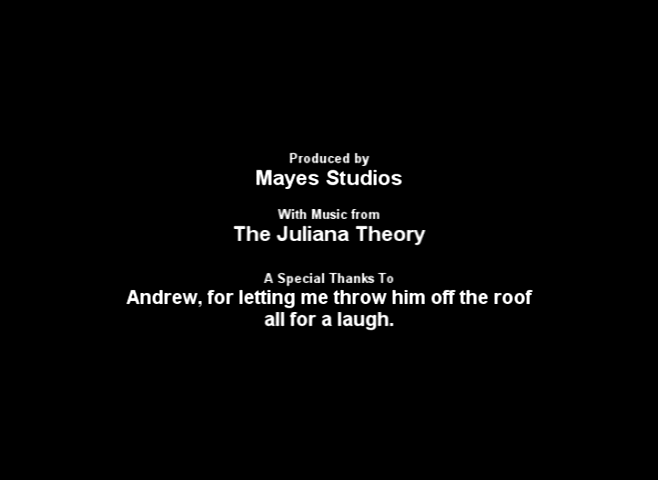 Produced by
Mayes Studios
With Music from
The Juliana Theory
A Special Thanks To
Andrew, for letting me throw him off the roof
all for a laugh.